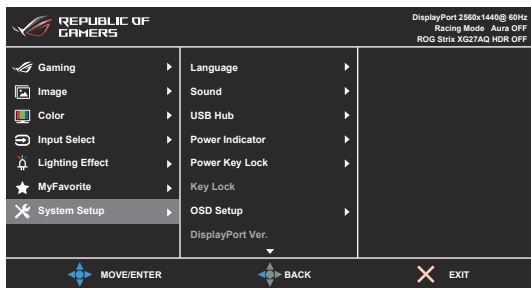 REPUBLIC OF
GAMERS
DisplayPort 2560x1440@ 60Hz
Racing Mode Aura OFF
ROG Strix XG27AQ HDR OFF
Gaming
Image
Color
Input Select
Lighting Effect
MyFavorite
System Setup
Language
Sound
USB Hub
Power Indicator
Power Key Lock
Key Lock
OSD Setup
DisplayPort Ver.
MOVE/ENTER
BACK
EXIT